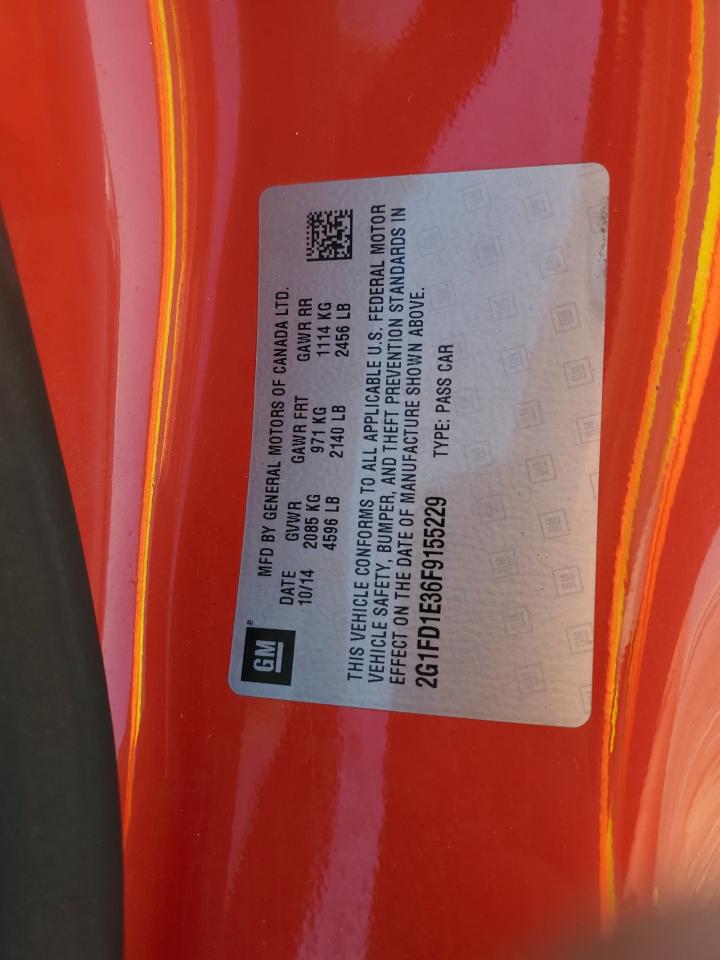 GM ®
MFD BY GENERAL MOTORS OF CANADA LTD.
DATE GVWR GAWR FRT GAWR RR
10/14 2085 KG 971 KG 1114 KG
4596 LB 2140 LB 2456 LB
THIS VEHICLE CONFORMS TO ALL APPLICABLE U.S. FEDERAL MOTOR
VEHICLE SAFETY, BUMPER, AND THEFT PREVENTION STANDARDS IN
EFFECT ON THE DATE OF MANUFACTURE SHOWN ABOVE.
2G1FD1E36F9155229 TYPE: PASS CAR